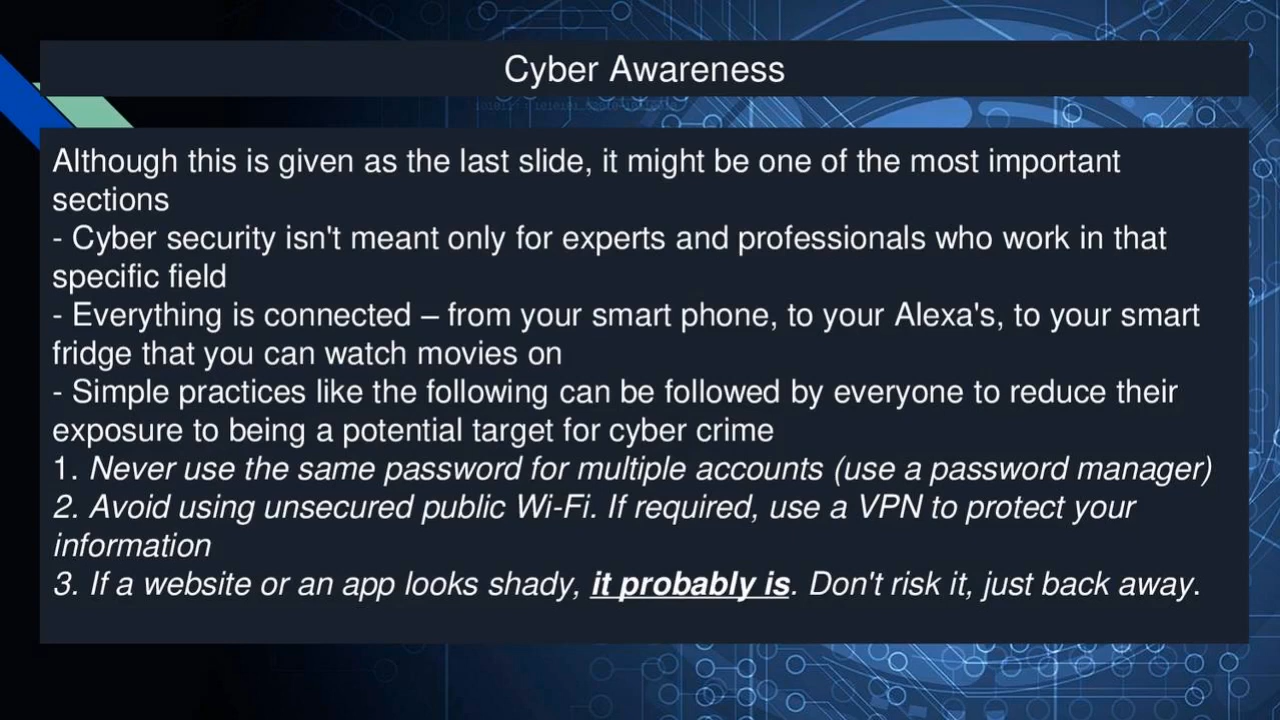 Cyber Awareness
Although this is given as the last slide, it might be one of the most important
sections
- Cyber security isn't meant only for experts and professionals who work in that
specific field
- Everything is connected – from your smart phone, to your Alexa's, to your smart
fridge that you can watch movies on
- Simple practices like the following can be followed by everyone to reduce their
exposure to being a potential target for cyber crime
1. Never use the same password for multiple accounts (use a password manager)
2. Avoid using unsecured public Wi-Fi. If required, use a VPN to protect your
information
3. If a website or an app looks shady, it probably is. Don't risk it, just back away.